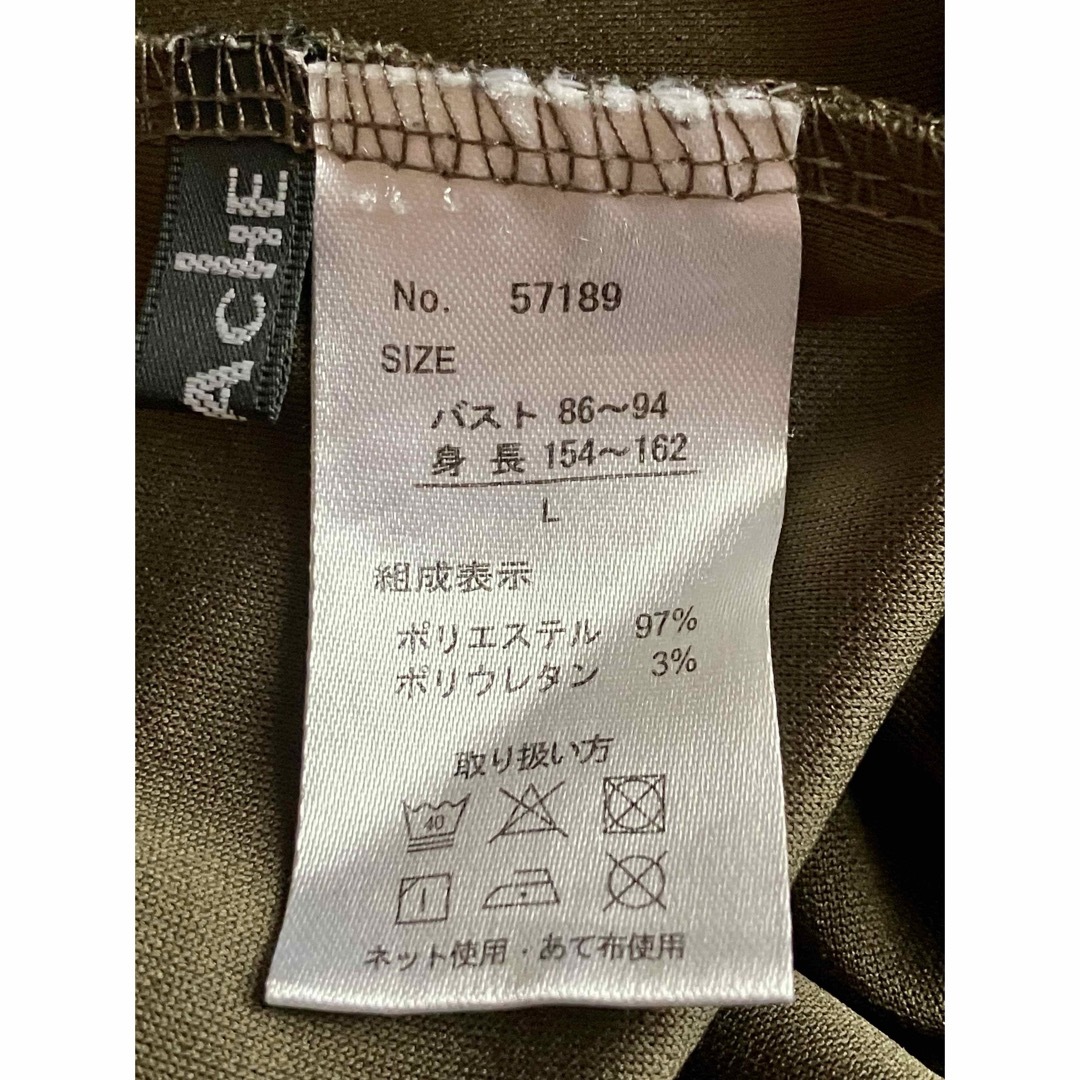 AchE
No. 57189
SIZE
バスト 86～94
身長 154～162
L
組成表示
ポリエステル 97%
ポリウレタン 3%
取り扱い方
40
ネット使用・あて布使用